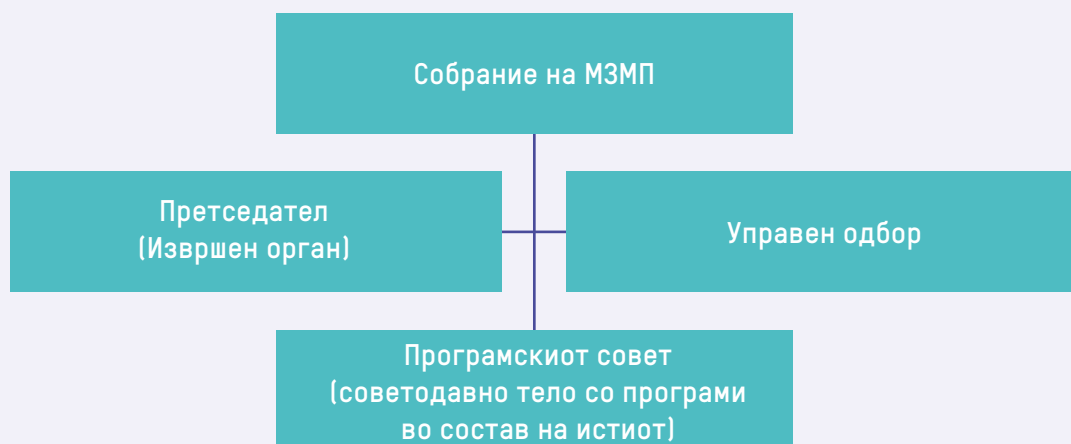 Собрание на МЗМП
Претседател
(Извршен орган)
Управен одбор
Програмскиот совет
(советодавно тело со програми
во состав на истиот)